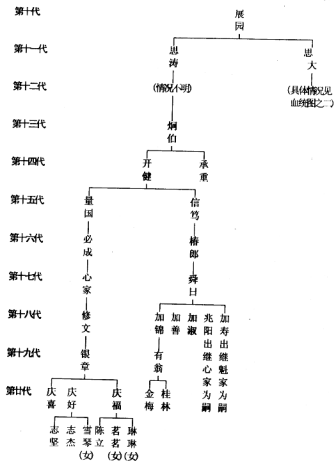 第十代
展园
第十一代
思涛
思大
第十二代
(情况不明)
(具体情况见血统图之二)
第十三代
炯伯
第十四代
开健
承重
第十五代
量国
信笃
第十六代
必成
椿郎
第十七代
心家
舜日
第十八代
修文
加锦
加善
加淑
兆阳出继心家为嗣
加寿出继魁家为嗣
第十九代
银章
有翁
第廿代
庆喜
庆好
庆福
金梅
桂林
志坚
志杰
雪琴(女)
陈立
茗茗(女)
琳琳(女)